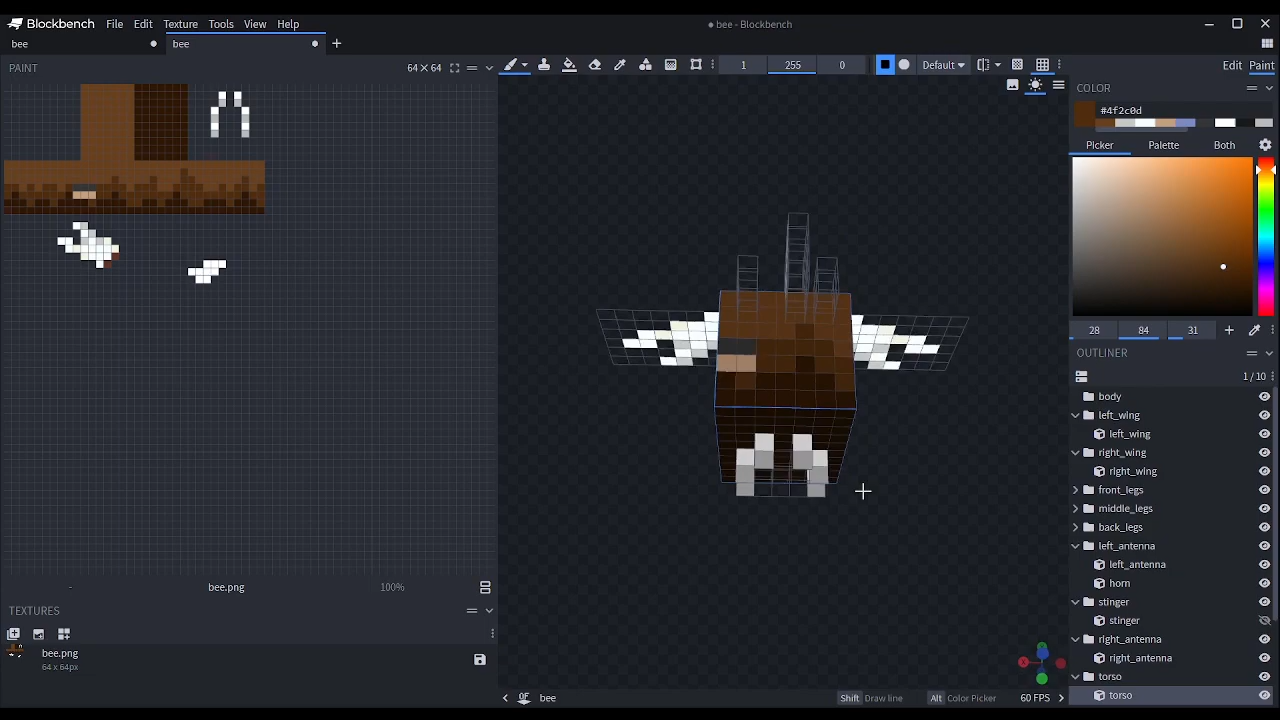 Blockbench File Edit Texture Tools View Help bee - Blockbench
bee bee
PAINT 64 × 64 1 255 0 Default Edit Paint
COLOR
#4f2c0d
Picker Palette Both
84 31
OUTLINER
1/10
body
left_wing
left_wing
right_wing
right_wing
front_legs
middle_legs
back_legs
left_antenna
left_antenna
horn
stinger
stinger
right_antenna
right_antenna
torso
torso
- bee.png 100%
TEXTURES
bee.png
64 x 64px
bee Shift Draw line Alt Color Picker 60 FPS